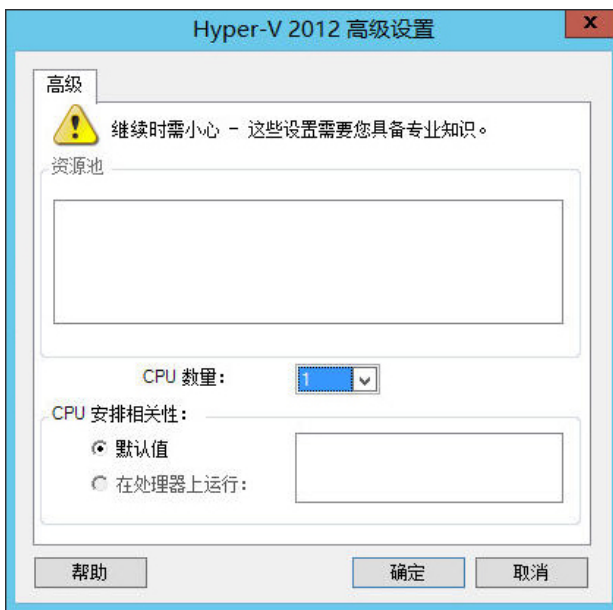 Hyper-V 2012 高级设置
x
高级
继续时需小心 - 这些设置需要您具备专业知识。
资源池
CPU 数量：
1
CPU 安排相关性：
默认值
在处理器上运行：
帮助
确定
取消